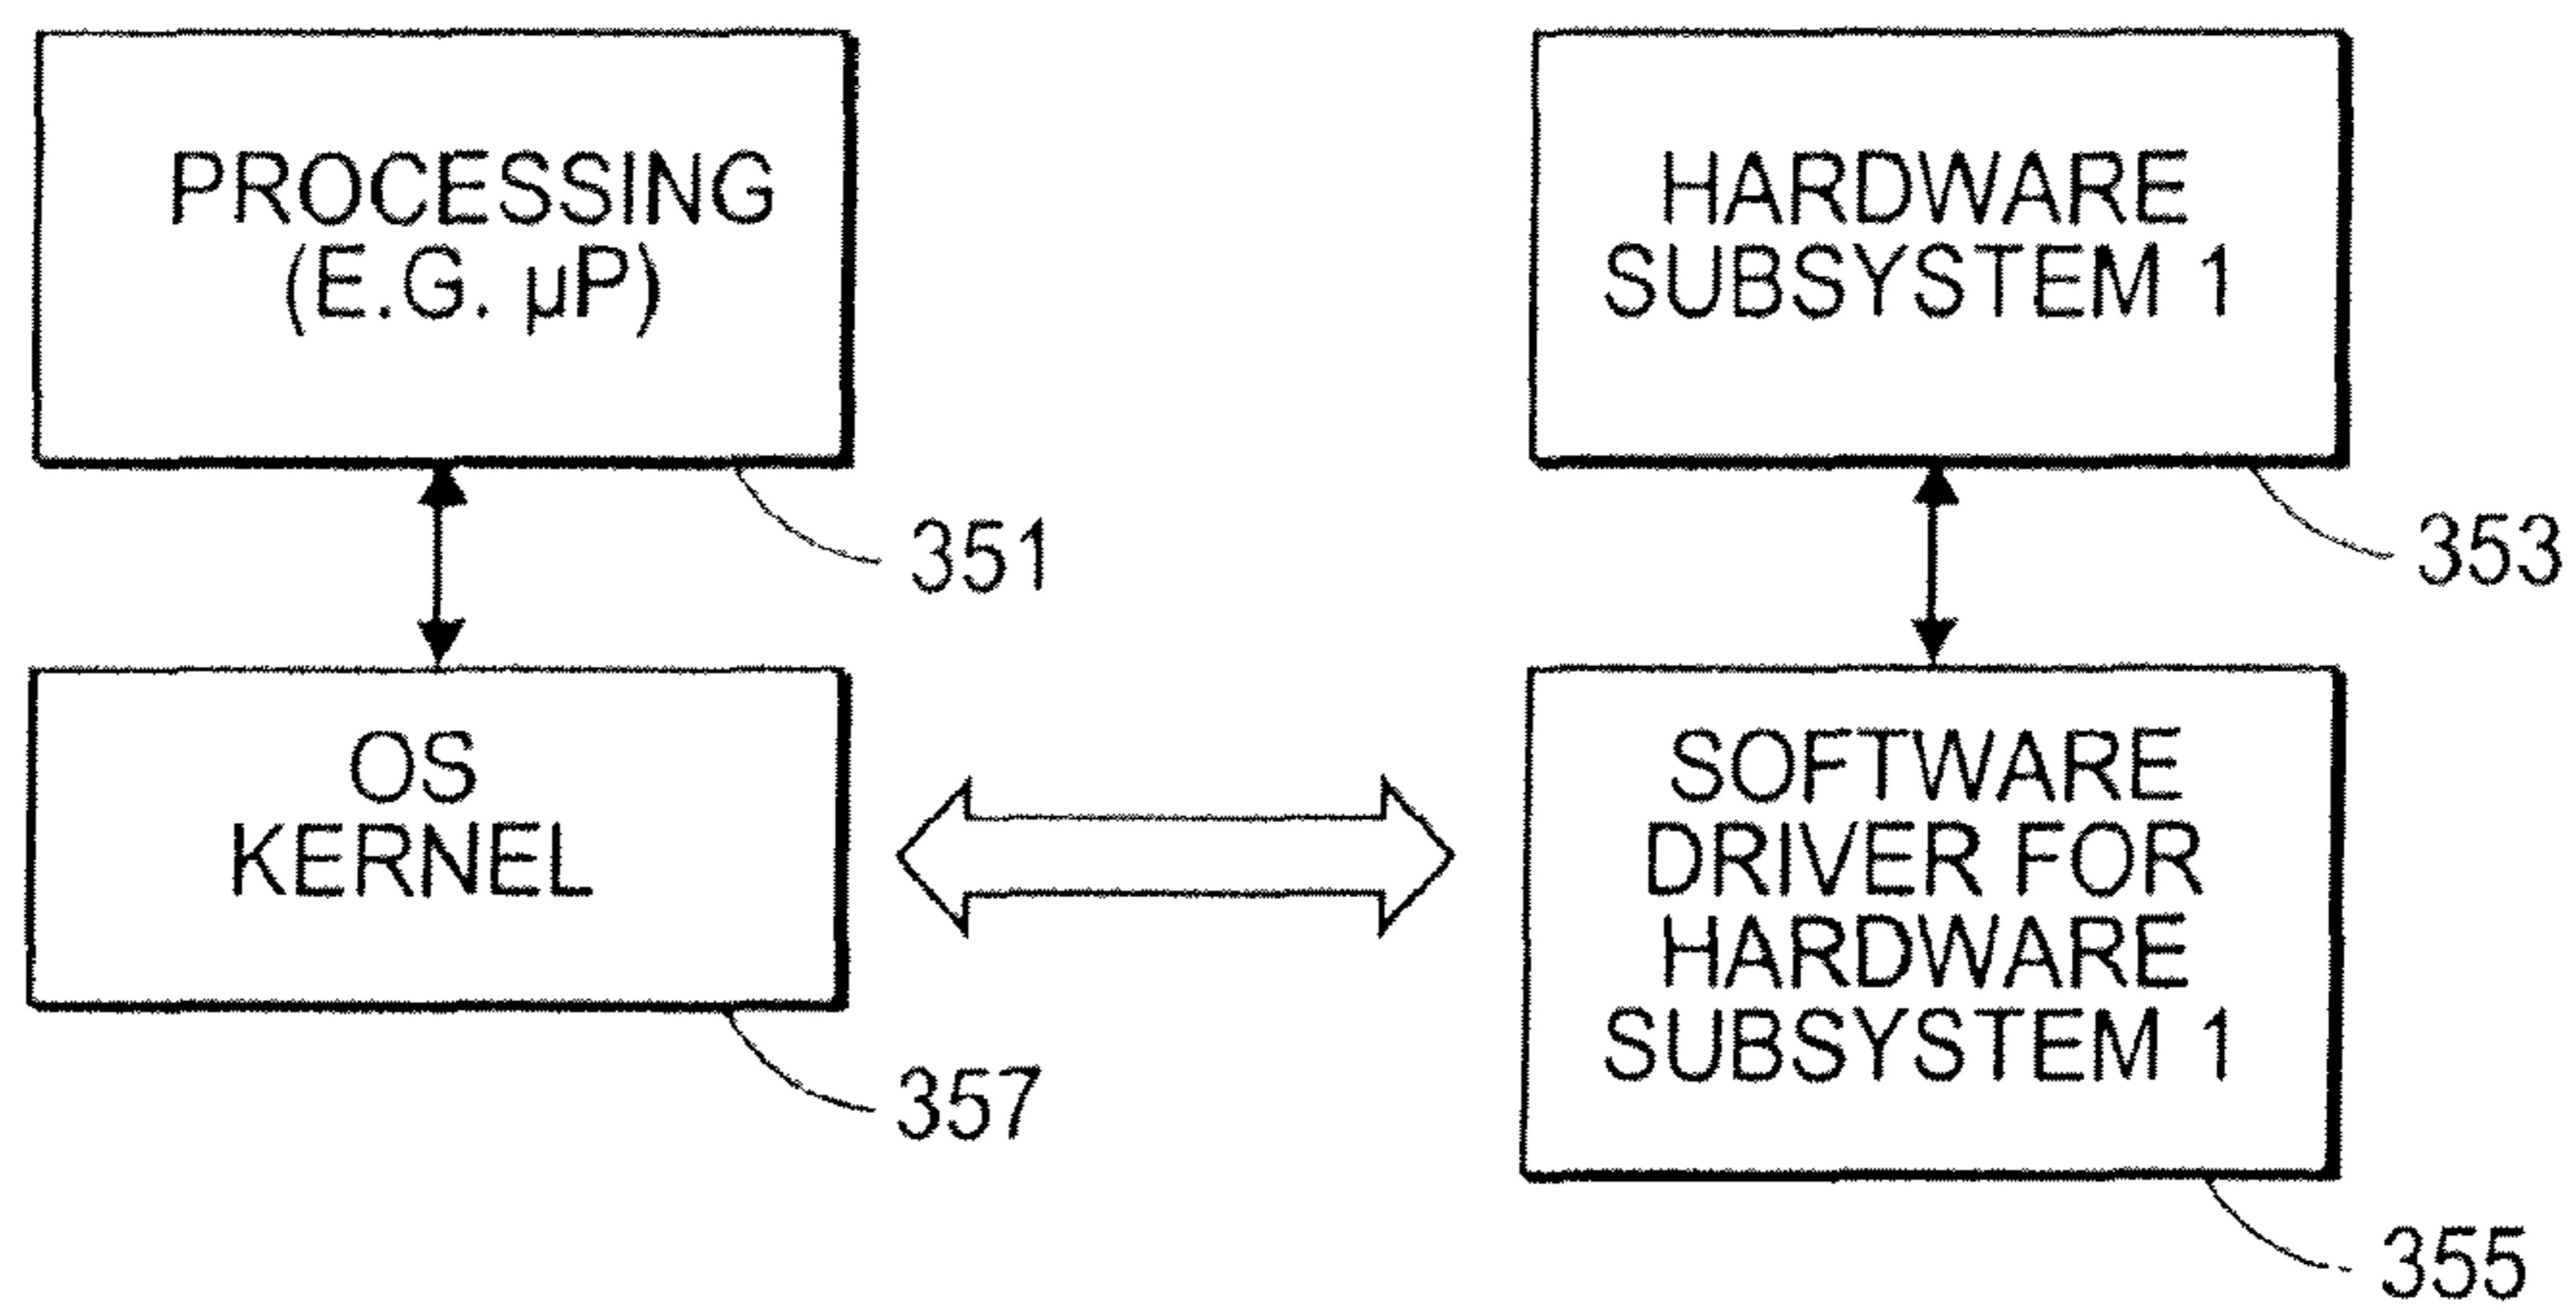 PROCESSING
(E.G. µP)
351
HARDWARE
SUBSYSTEM 1
353
OS
KERNEL
357
SOFTWARE
DRIVER FOR
HARDWARE
SUBSYSTEM 1
355